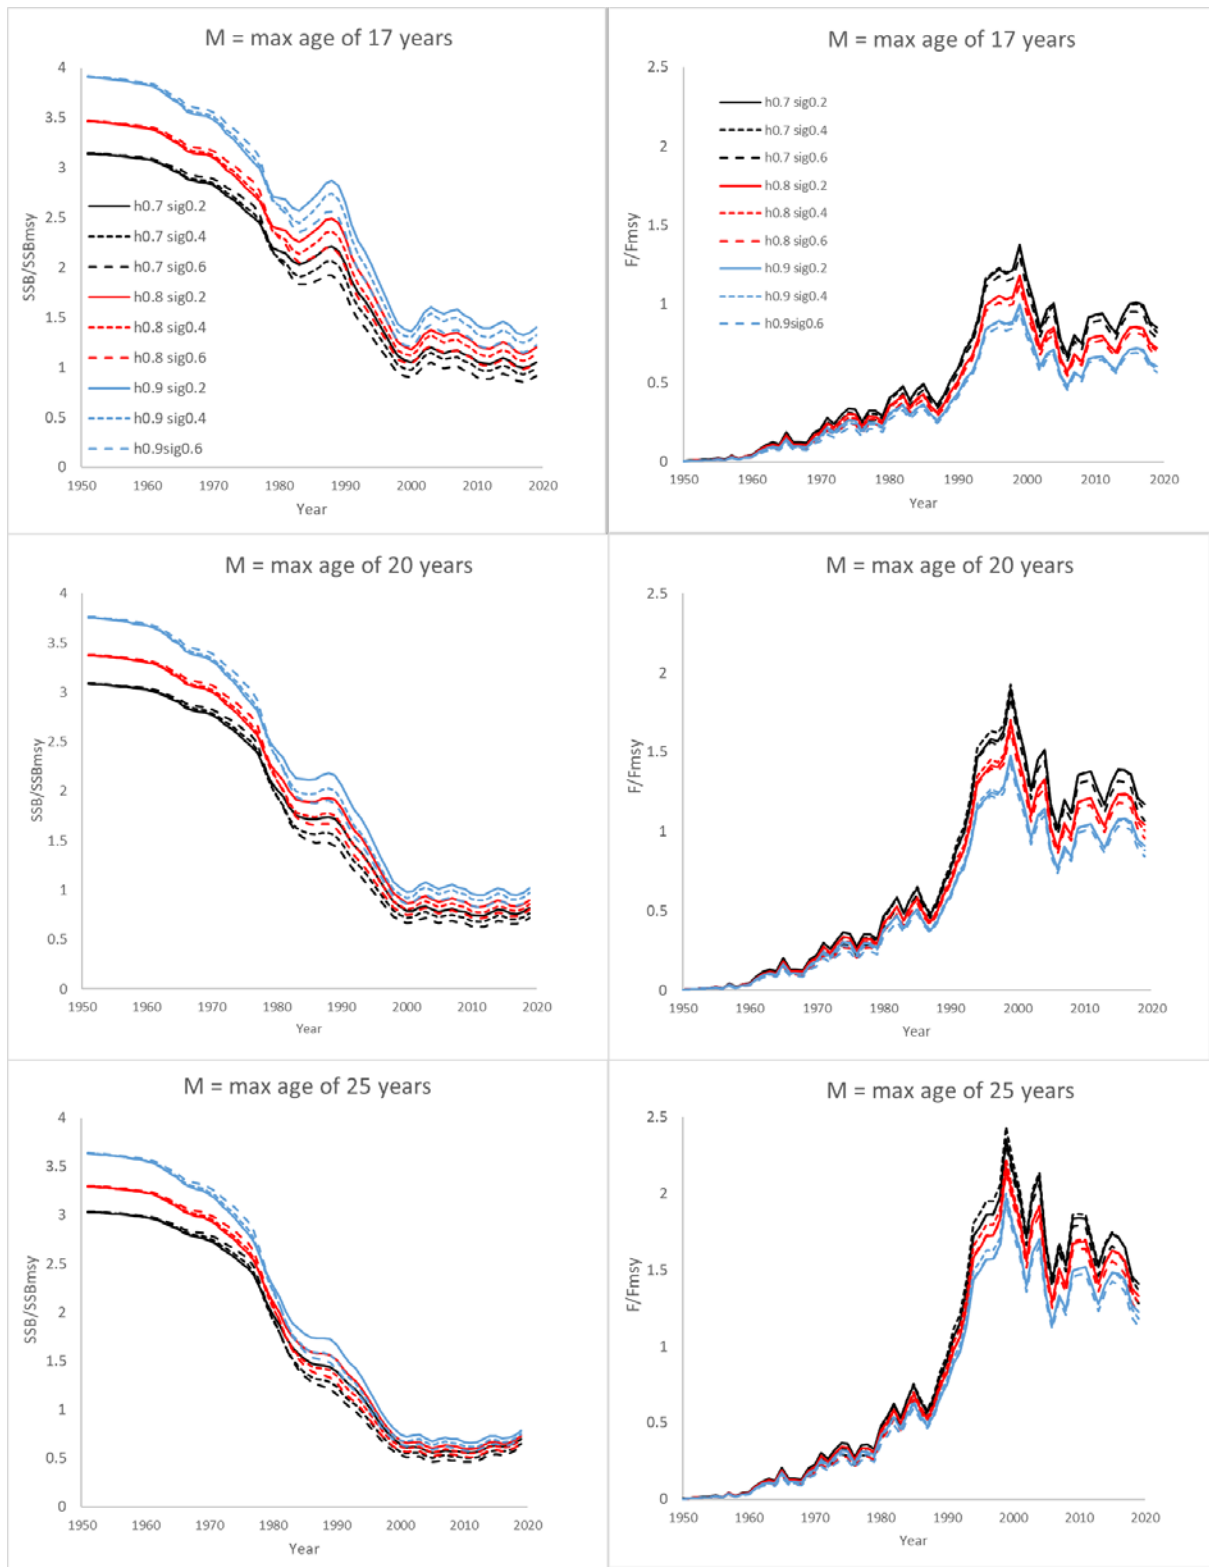 M = max age of 17 years
4
3.5
3
2.5
2
1.5
1
0.5
0
SSB/SSBmsy
h0.7 sig0.2
h0.7 sig0.4
h0.7 sig0.6
h0.8 sig0.2
h0.8 sig0.4
h0.8 sig0.6
h0.9 sig0.2
h0.9 sig0.4
h0.9sig0.6
1950 1960 1970 1980 1990 2000 2010 2020
Year
M = max age of 17 years
2.5
2
1.5
1
0.5
0
F/Fmsy
h0.7 sig0.2
h0.7 sig0.4
h0.7 sig0.6
h0.8 sig0.2
h0.8 sig0.4
h0.8 sig0.6
h0.9 sig0.2
h0.9 sig0.4
h0.9sig0.6
1950 1960 1970 1980 1990 2000 2010 2020
Year
M = max age of 20 years
4
3.5
3
2.5
2
1.5
1
0.5
0
SSB/SSBmsy
1950 1960 1970 1980 1990 2000 2010 2020
Year
M = max age of 20 years
2.5
2
1.5
1
0.5
0
F/Fmsy
1950 1960 1970 1980 1990 2000 2010 2020
Year
M = max age of 25 years
4
3.5
3
2.5
2
1.5
1
0.5
0
SSB/SSBmsy
1950 1960 1970 1980 1990 2000 2010 2020
Year
M = max age of 25 years
2.5
2
1.5
1
0.5
0
F/Fmsy
1950 1960 1970 1980 1990 2000 2010 2020
Year